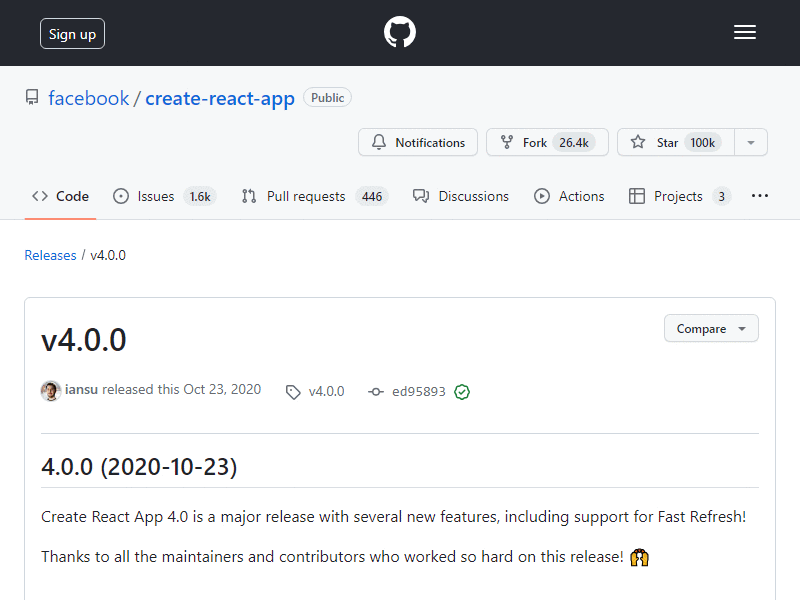 Sign up
facebook / create-react-app Public
Notifications Fork 26.4k Star 100k
Code Issues 1.6k Pull requests 446 Discussions Actions Projects 3 ...
Releases / v4.0.0
v4.0.0 Compare
iansu released this Oct 23, 2020 v4.0.0 ed95893
4.0.0 (2020-10-23)
Create React App 4.0 is a major release with several new features, including support for Fast Refresh!
Thanks to all the maintainers and contributors who worked so hard on this release! 🙌